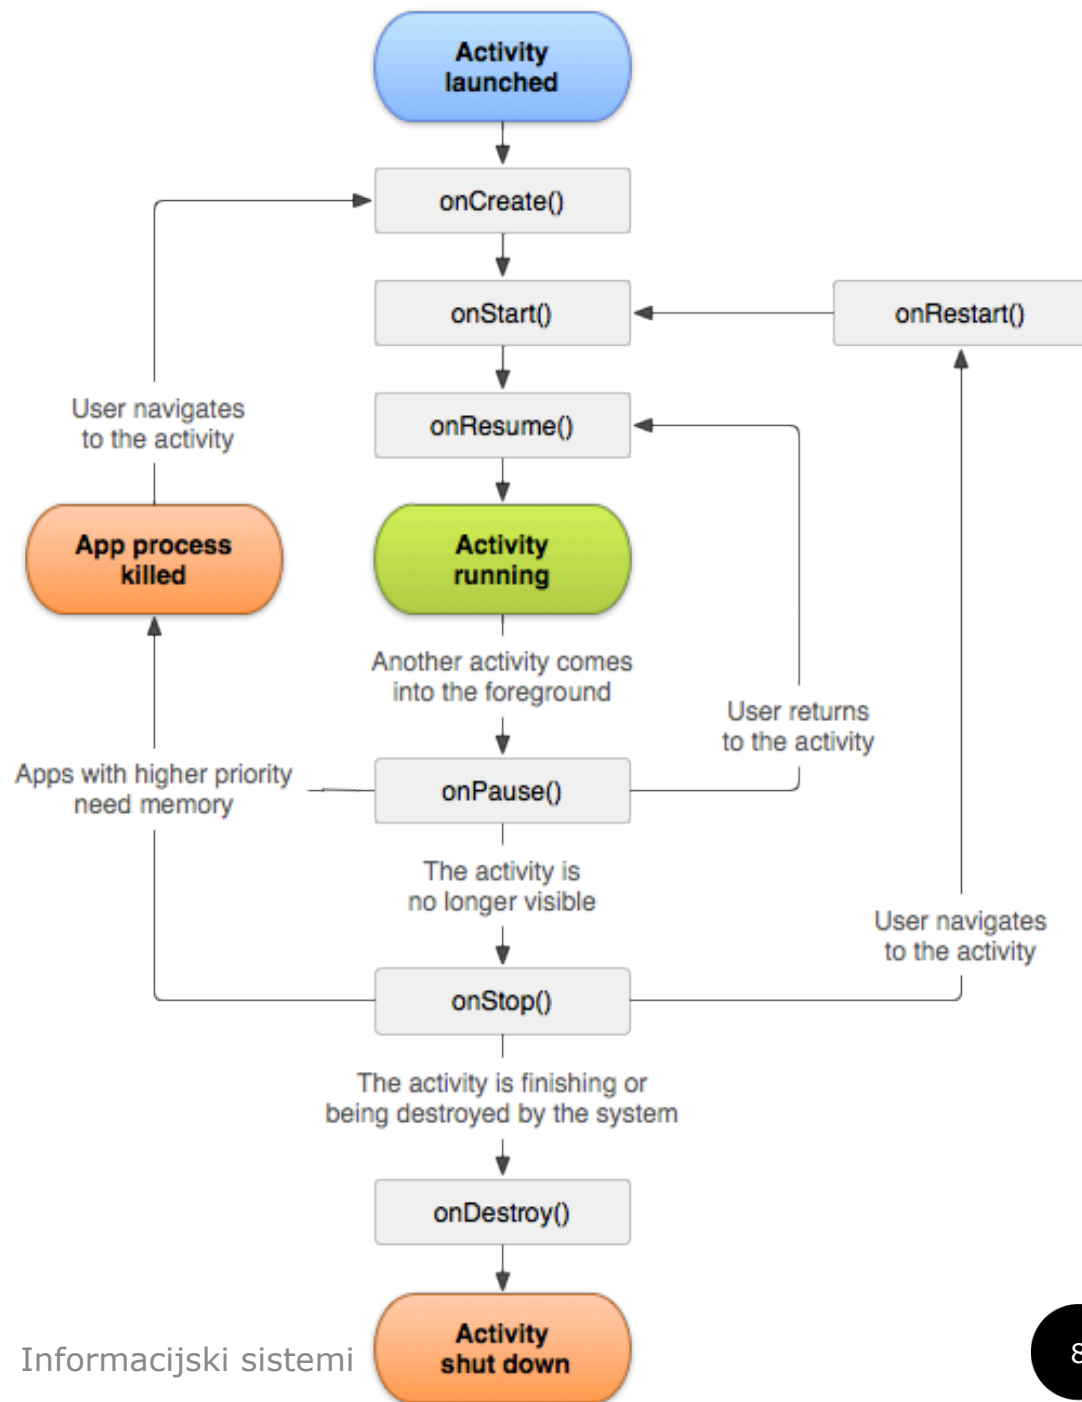 Activity
launched
onCreate()
onStart()
onRestart()
User navigates
to the activity
onResume()
App process
killed
Activity
running
Another activity comes
into the foreground
User returns
to the activity
Apps with higher priority
need memory
onPause()
The activity is
no longer visible
User navigates
to the activity
onStop()
The activity is finishing or
being destroyed by the system
onDestroy()
Activity
shut down
Informacijski sistemi
8